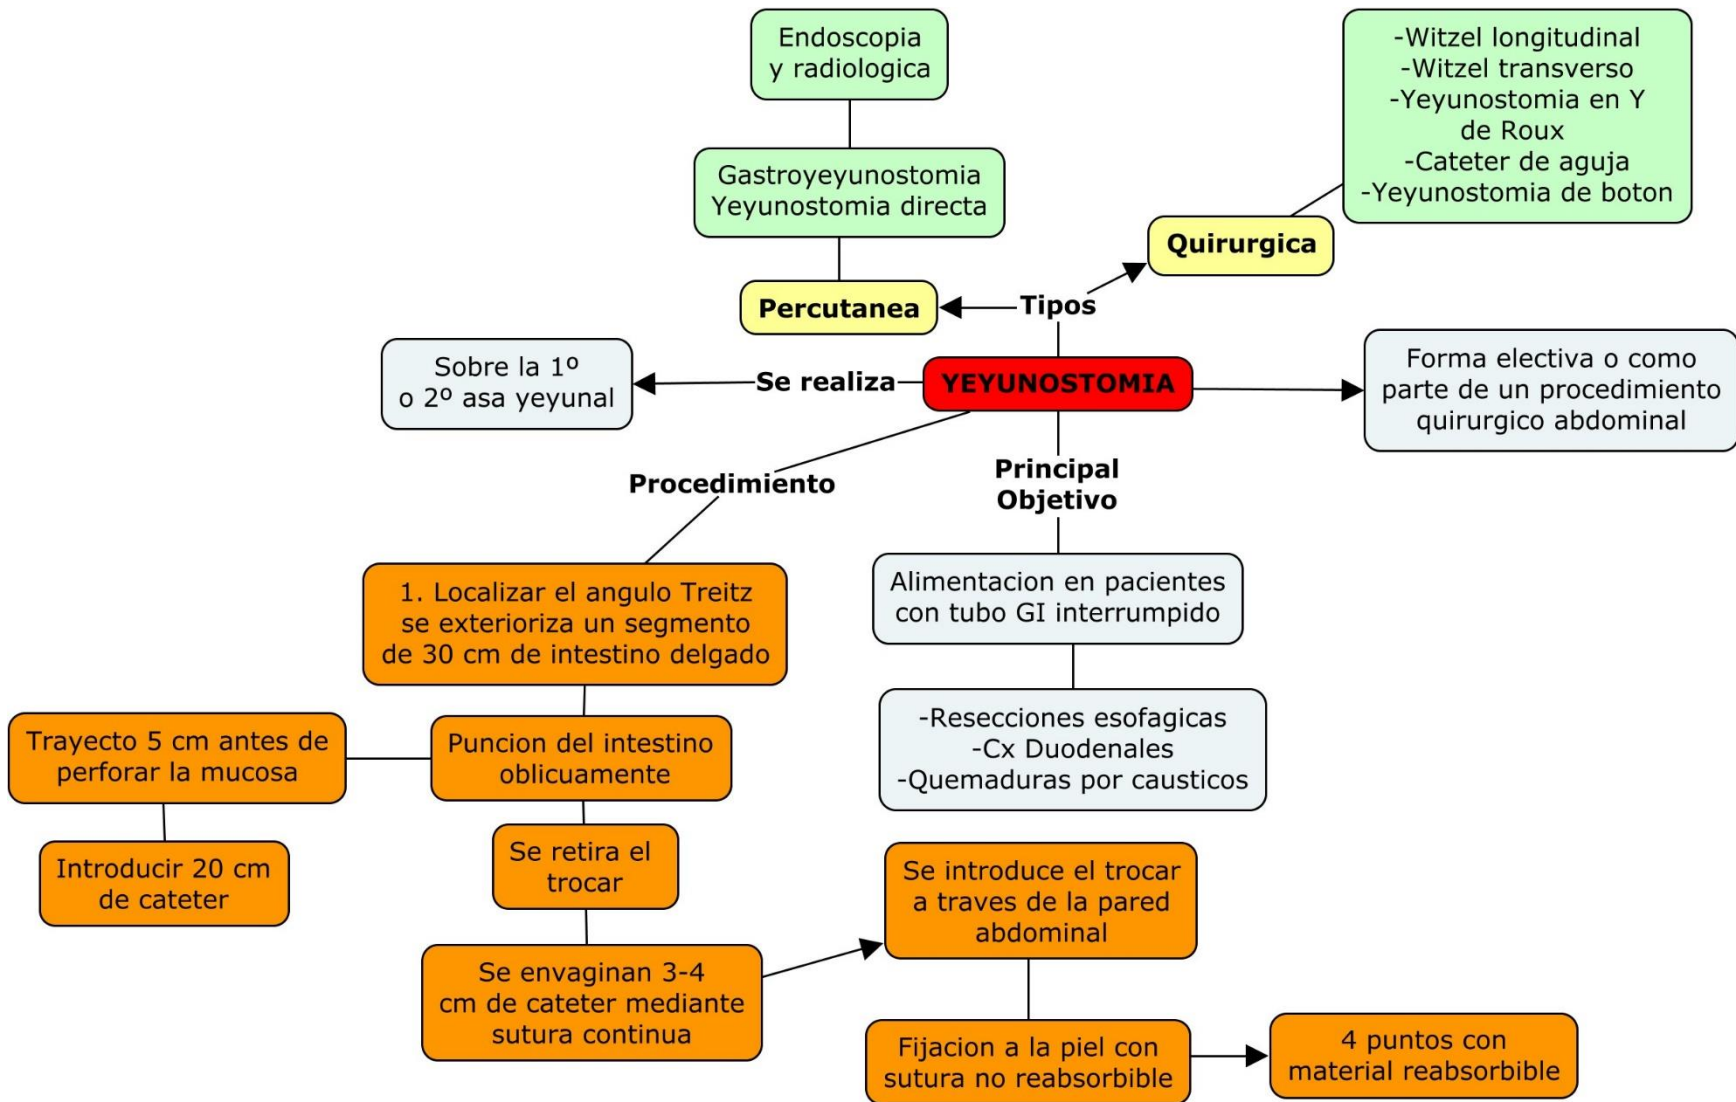 Endoscopia
y radiologica
-Witzel longitudinal
-Witzel transverso
-Yeyunostomia en Y
de Roux
-Cateter de aguja
-Yeyunostomia de boton
Gastroyeyunostomia
Yeyunostomia directa
Quirurgica
Percutanea
Tipos
Sobre la 1º
o 2º asa yeyunal
Se realiza
YEYUNOSTOMIA
Forma electiva o como
parte de un procedimiento
quirurgico abdominal
Procedimiento
Principal
Objetivo
1. Localizar el angulo Treitz
se exterioriza un segmento
de 30 cm de intestino delgado
Alimentacion en pacientes
con tubo GI interrumpido
Trayecto 5 cm antes de
perforar la mucosa
Puncion del intestino
oblicuamente
-Resecciones esofagicas
-Cx Duodenales
-Quemaduras por causticos
Introducir 20 cm
de cateter
Se retira el
trocar
Se introduce el trocar
a traves de la pared
abdominal
Se envaginan 3-4
cm de cateter mediante
sutura continua
Fijacion a la piel con
sutura no reabsorbible
4 puntos con
material reabsorbible